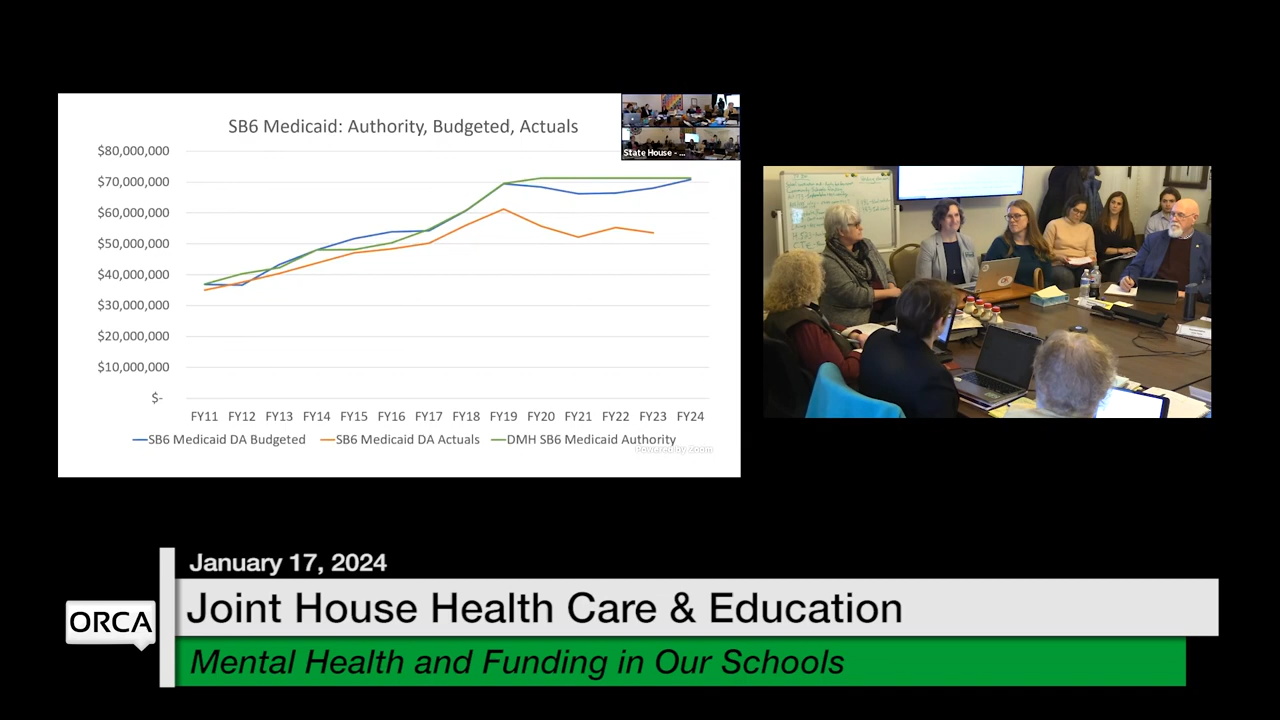 SB6 Medicaid: Authority, Budgeted, Actuals
State House - ...
$80,000,000
$70,000,000
$60,000,000
$50,000,000
$40,000,000
$30,000,000
$20,000,000
$10,000,000
$-
FY11 FY12 FY13 FY14 FY15 FY16 FY17 FY18 FY19 FY20 FY21 FY22 FY23 FY24
SB6 Medicaid DA Budgeted SB6 Medicaid DA Actuals DMH SB6 Medicaid Authority
Powered by Zoom
January 17, 2024
ORCA
Joint House Health Care & Education
Mental Health and Funding in Our Schools